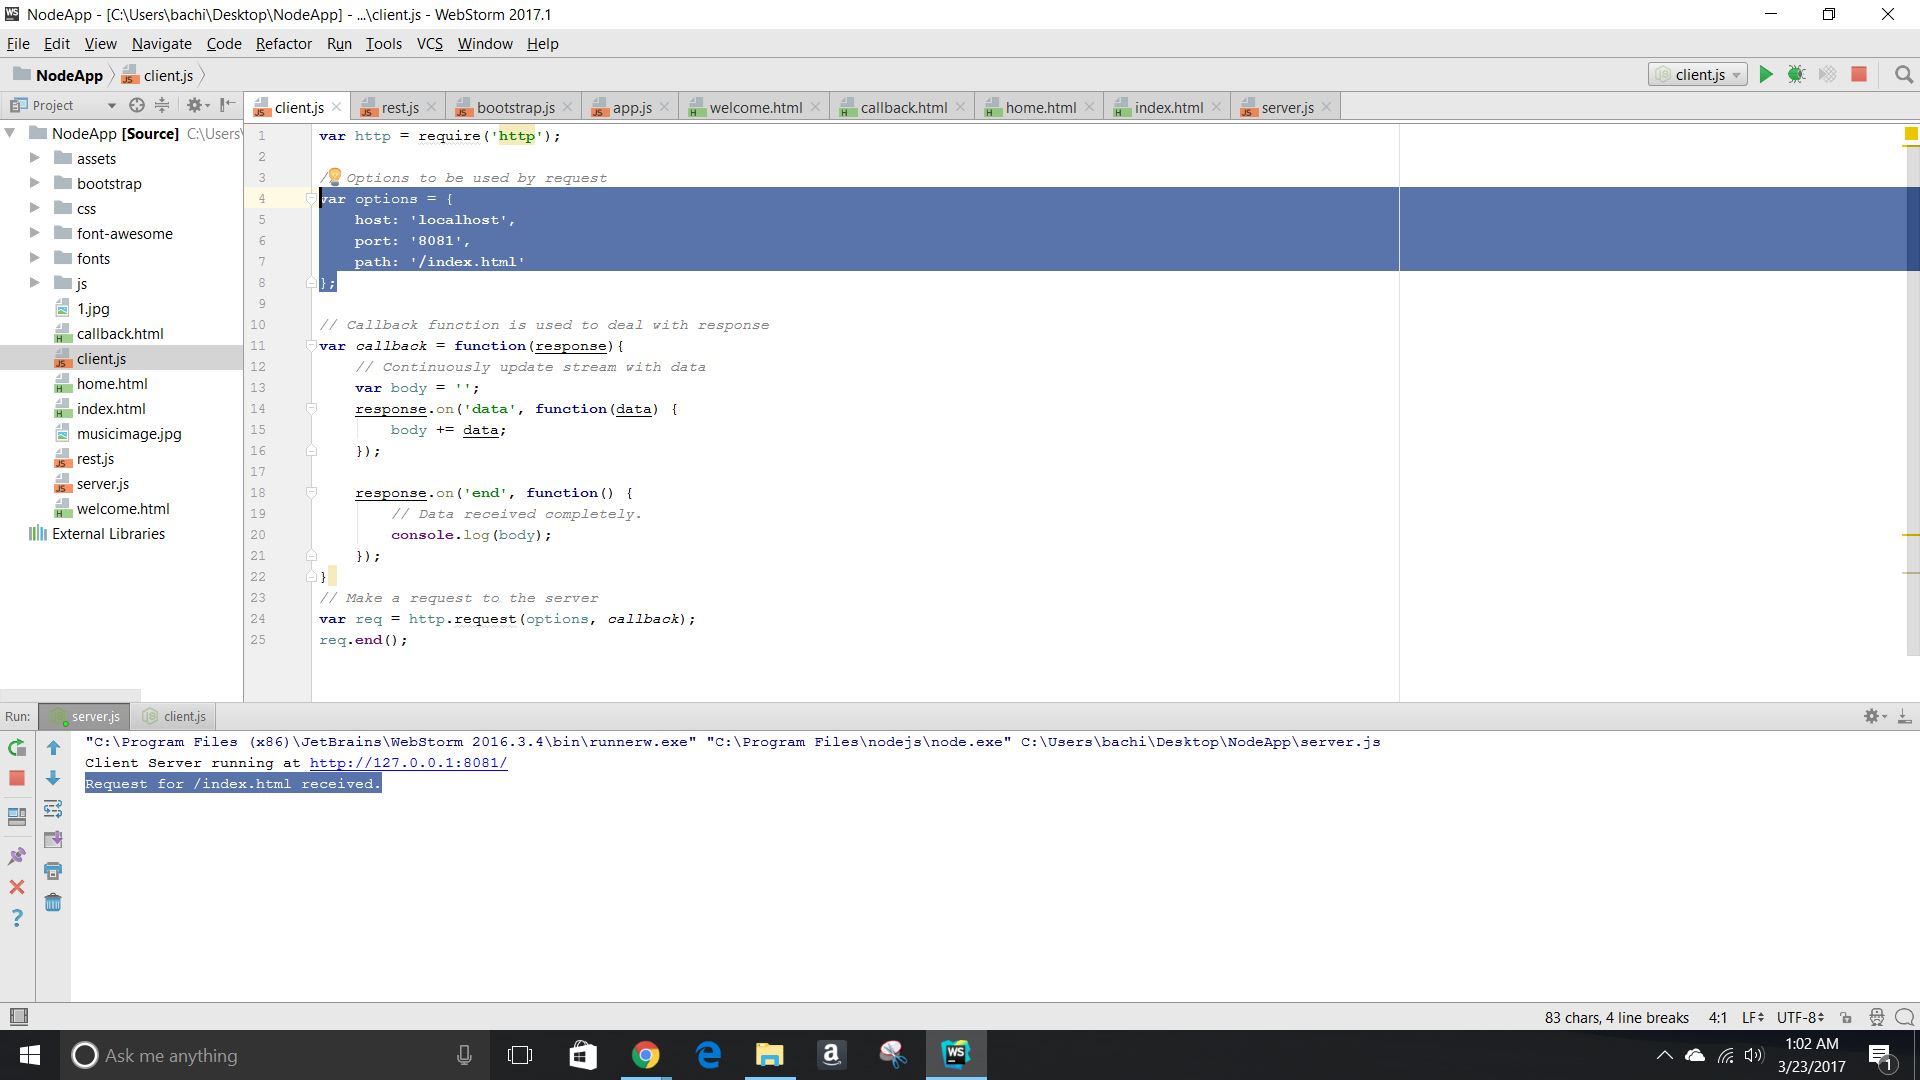 NodeApp - [C:\Users\bachi\Desktop\NodeApp] - ...\client.js - WebStorm 2017.1
File Edit View Navigate Code Refactor Run Tools VCS Window Help
NodeApp client.js
client.js
Project
client.js rest.js bootstrap.js app.js welcome.html callback.html home.html index.html server.js
NodeApp [Source] C:\Users\
assets
bootstrap
css
font-awesome
fonts
js
1.jpg
callback.html
client.js
home.html
index.html
musicimage.jpg
rest.js
server.js
welcome.html
External Libraries
1 var http = require('http');
2
3 / Options to be used by request
4 var options = {
5 host: 'localhost',
6 port: '8081',
7 path: '/index.html'
8 };
9
10 // Callback function is used to deal with response
11 var callback = function(response){
12 // Continuously update stream with data
13 var body = '';
14 response.on('data', function(data) {
15 body += data;
16 });
17
18 response.on('end', function() {
19 // Data received completely.
20 console.log(body);
21 });
22 }
23 // Make a request to the server
24 var req = http.request(options, callback);
25 req.end();
Run: server.js client.js
"C:\Program Files (x86)\JetBrains\WebStorm 2016.3.4\bin\runnerw.exe" "C:\Program Files\nodejs\node.exe" C:\Users\bachi\Desktop\NodeApp\server.js
Client Server running at http://127.0.0.1:8081/
Request for /index.html received.
83 chars, 4 line breaks 4:1 LF UTF-8
Ask me anything
1:02 AM
3/23/2017
1